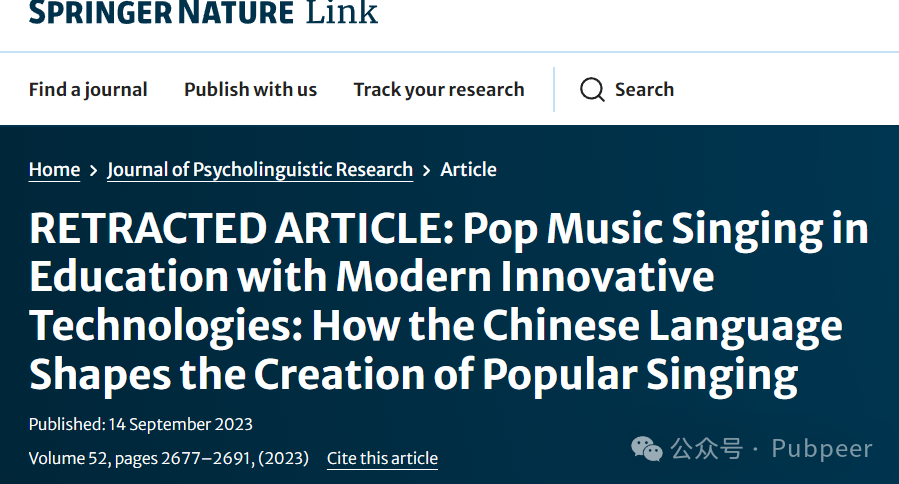 SPRINGER NATURE Link
Find a journal Publish with us Track your research Search
Home > Journal of Psycholinguistic Research > Article
RETRACTED ARTICLE: Pop Music Singing in
Education with Modern Innovative
Technologies: How the Chinese Language
Shapes the Creation of Popular Singing
Published: 14 September 2023
Volume 52, pages 2677–2691, (2023) Cite this article
公众号 · Pubpeer